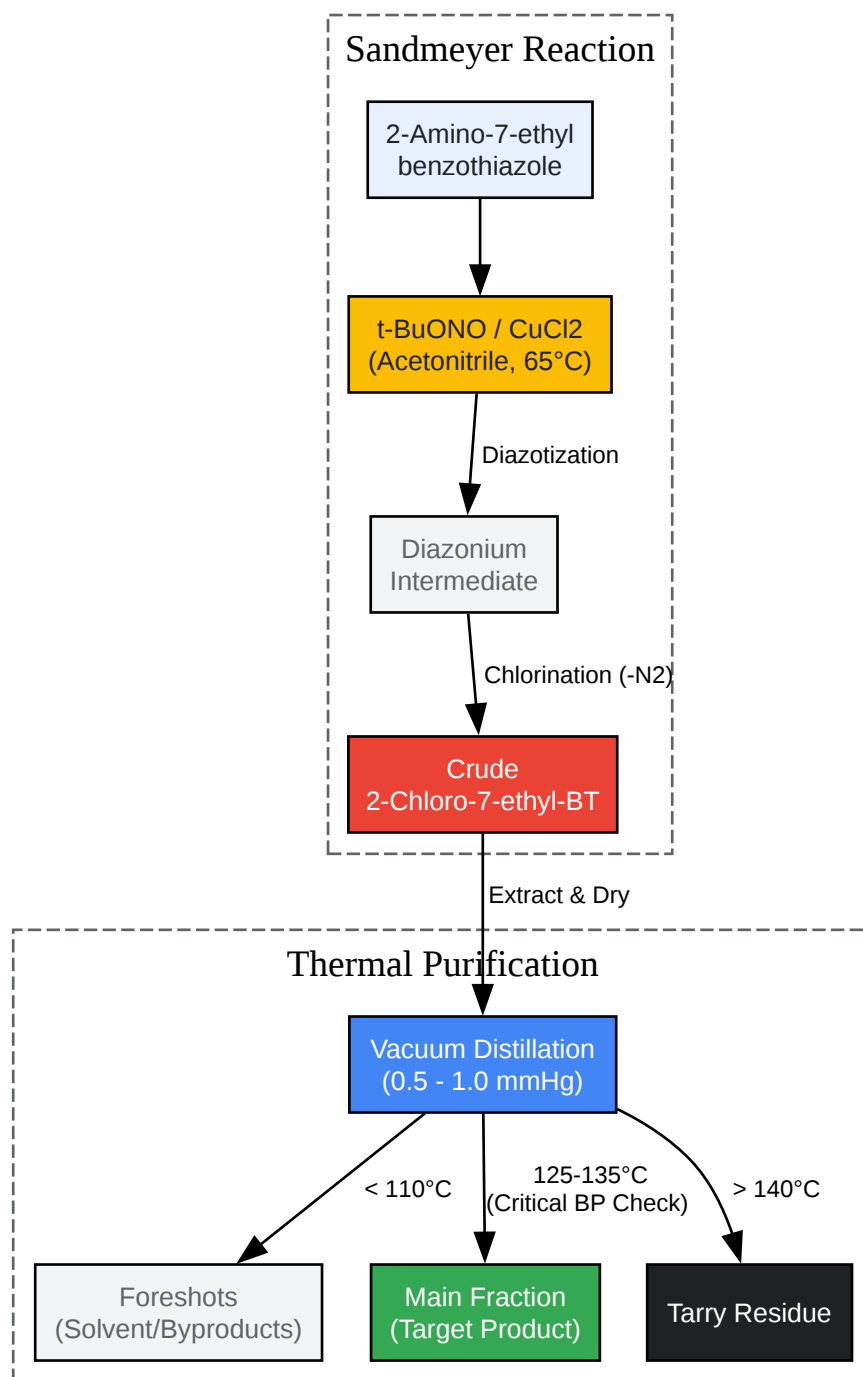 Sandmeyer Reaction
2-Amino-7-ethyl
benzothiazole
t-BuONO / CuCl2
(Acetonitrile, 65°C)
Diazotization
Diazonium
Intermediate
Chlorination (-N2)
Crude
2-Chloro-7-ethyl-BT
Extract & Dry
Thermal Purification
Vacuum Distillation
(0.5 - 1.0 mmHg)
< 110°C
125-135°C
(Critical BP Check)
> 140°C
Foreshots
(Solvent/Byproducts)
Main Fraction
(Target Product)
Tarry Residue